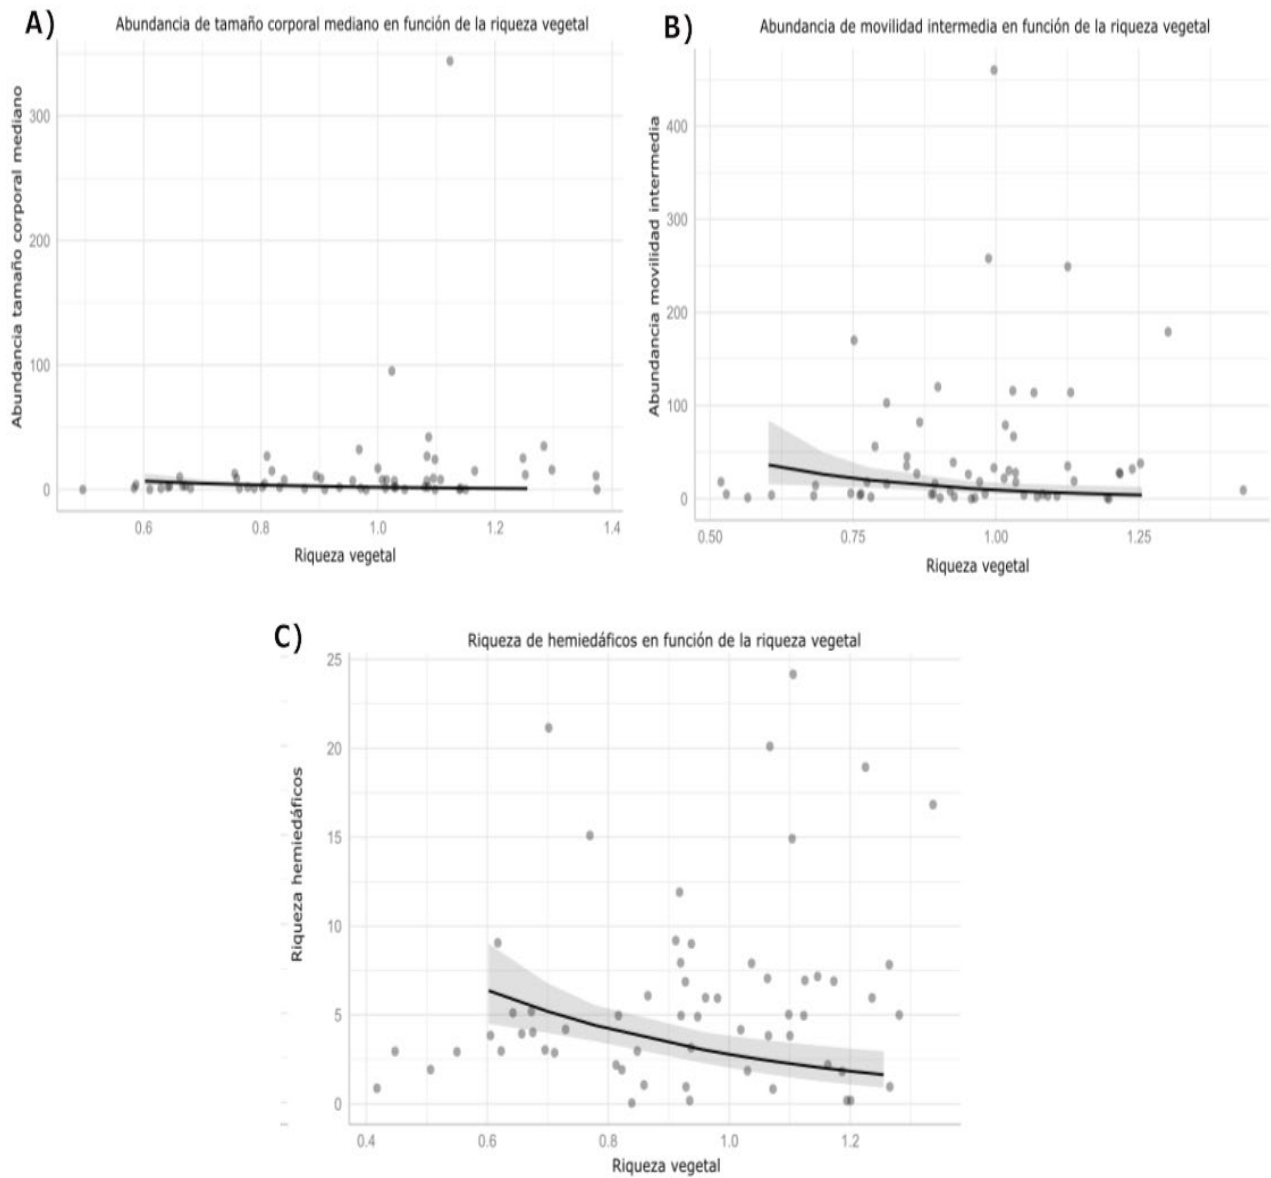 A)
Abundancia de tamaño corporal mediano en función de la riqueza vegetal
Abundancia tamaño corporal mediano
300
200
100
0
0.6 0.8 1.0 1.2 1.4
Riqueza vegetal
B)
Abundancia de movilidad intermedia en función de la riqueza vegetal
Abundancia movilidad intermedia
400
300
200
100
0
0.50 0.75 1.00 1.25
Riqueza vegetal
C)
Riqueza de hemiedáficos en función de la riqueza vegetal
Riqueza hemiedáficos
25
20
15
10
5
0
0.4 0.6 0.8 1.0 1.2
Riqueza vegetal